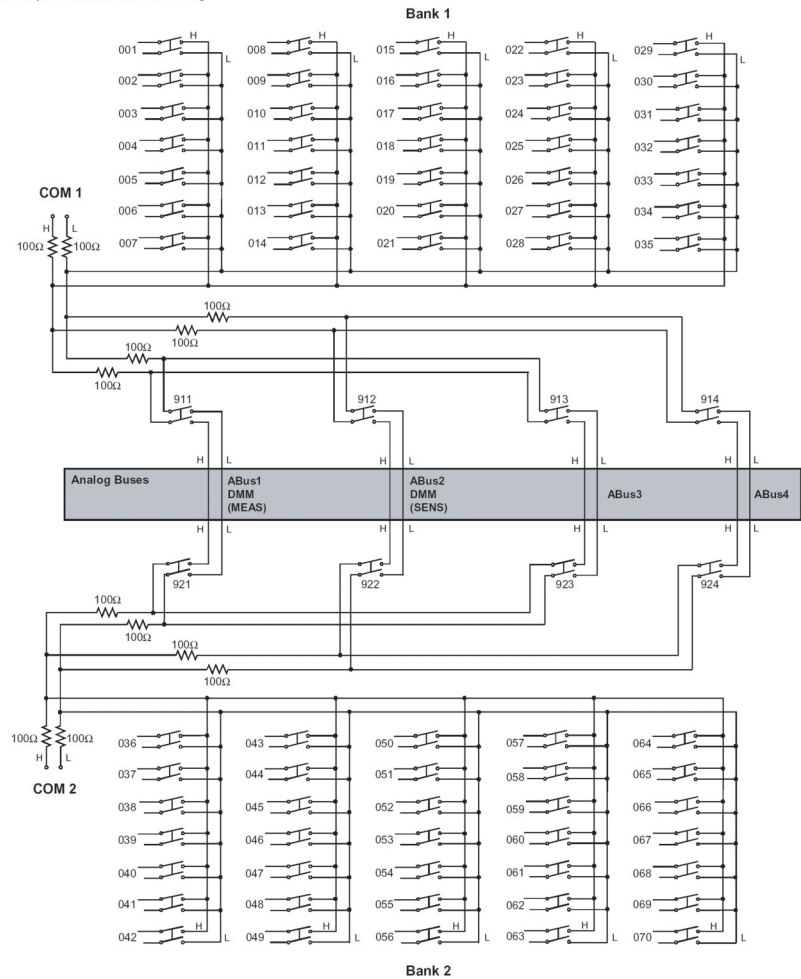 Bank 1
H H H H H
001 008 015 022 029
L L L L L
002 009 016 023 030
003 010 017 024 031
004 011 018 025 032
005 012 019 026 033
COM 1
006 013 020 027 034
H L
007 014 021 028 035
100Ω 100Ω
100Ω
100Ω
100Ω
100Ω
911 912 913 914
H L H L H L H L
Analog Buses ABus1 ABus2 ABus3 ABus4
DMM DMM
(MEAS) (SENS)
H L H L H L H L
921 922 923 924
100Ω
100Ω
100Ω
100Ω
100Ω 100Ω
036 043 050 057 064
H L
037 044 051 058 065
COM 2
038 045 052 059 066
039 046 053 060 067
040 047 054 061 068
041 048 055 062 069
H H H H H
042 049 056 063 070
L L L L L
Bank 2